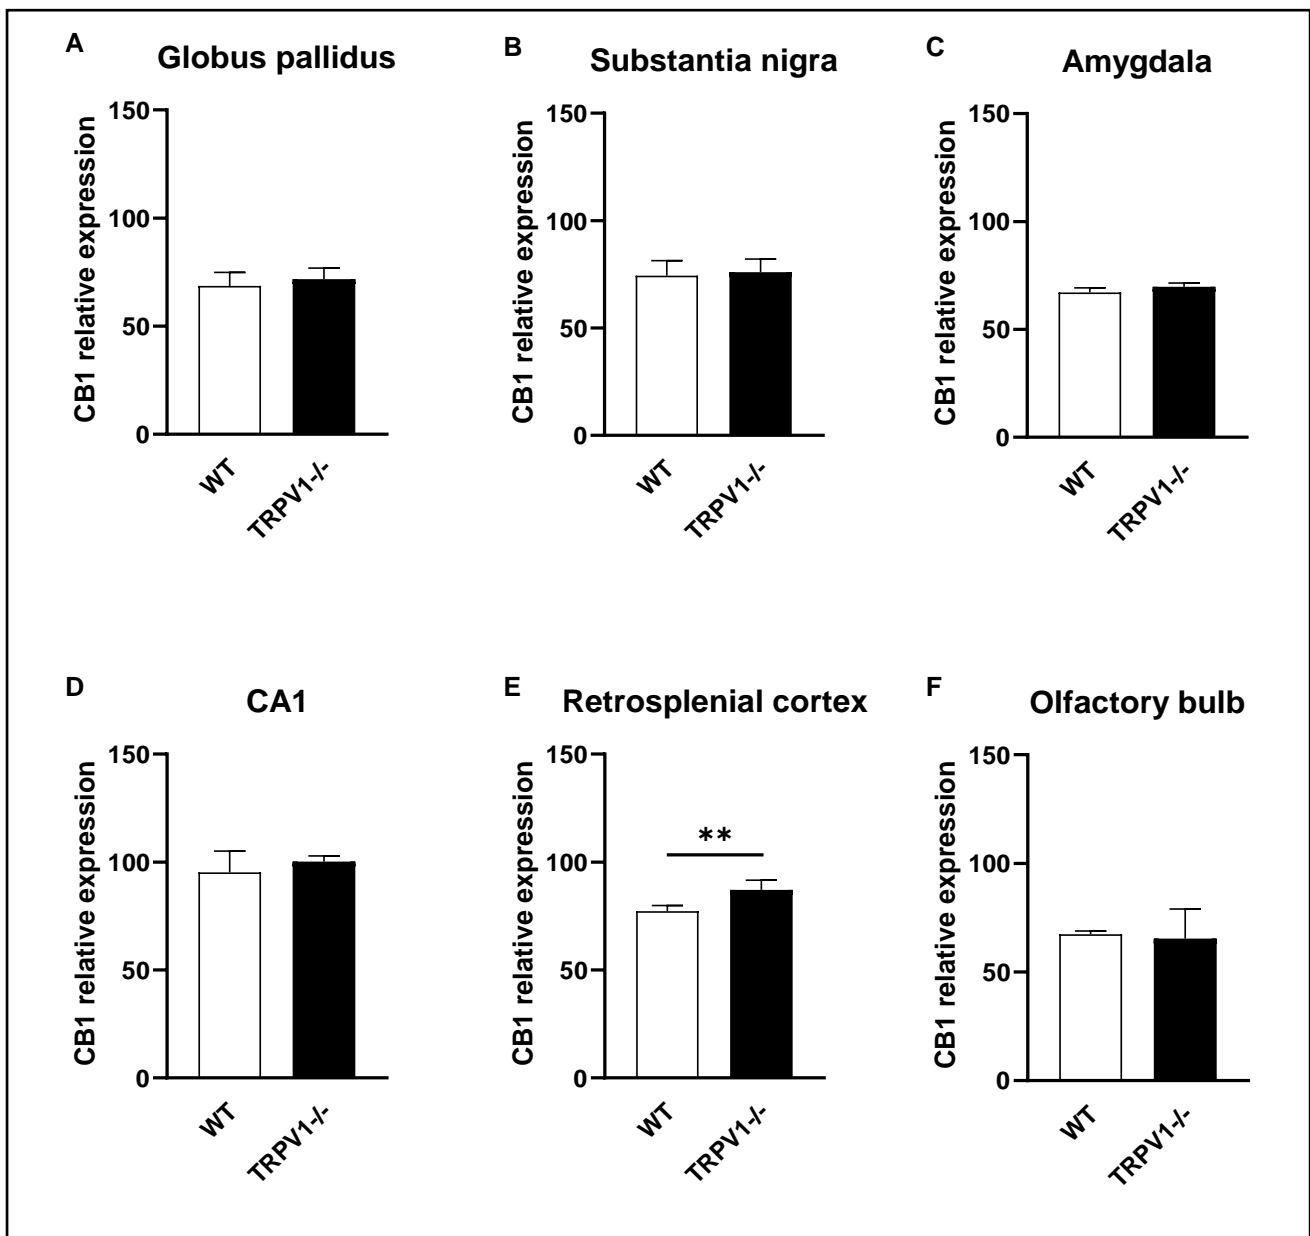 A
Globus pallidus
CB1 relative expression
150
100
50
0
WT
TRPV1-/-
B
Substantia nigra
CB1 relative expression
150
100
50
0
WT
TRPV1-/-
C
Amygdala
CB1 relative expression
150
100
50
0
WT
TRPV1-/-
D
CA1
CB1 relative expression
150
100
50
0
WT
TRPV1-/-
E
Retrosplenial cortex
CB1 relative expression
150
100
50
0
**
WT
TRPV1-/-
F
Olfactory bulb
CB1 relative expression
150
100
50
0
WT
TRPV1-/-